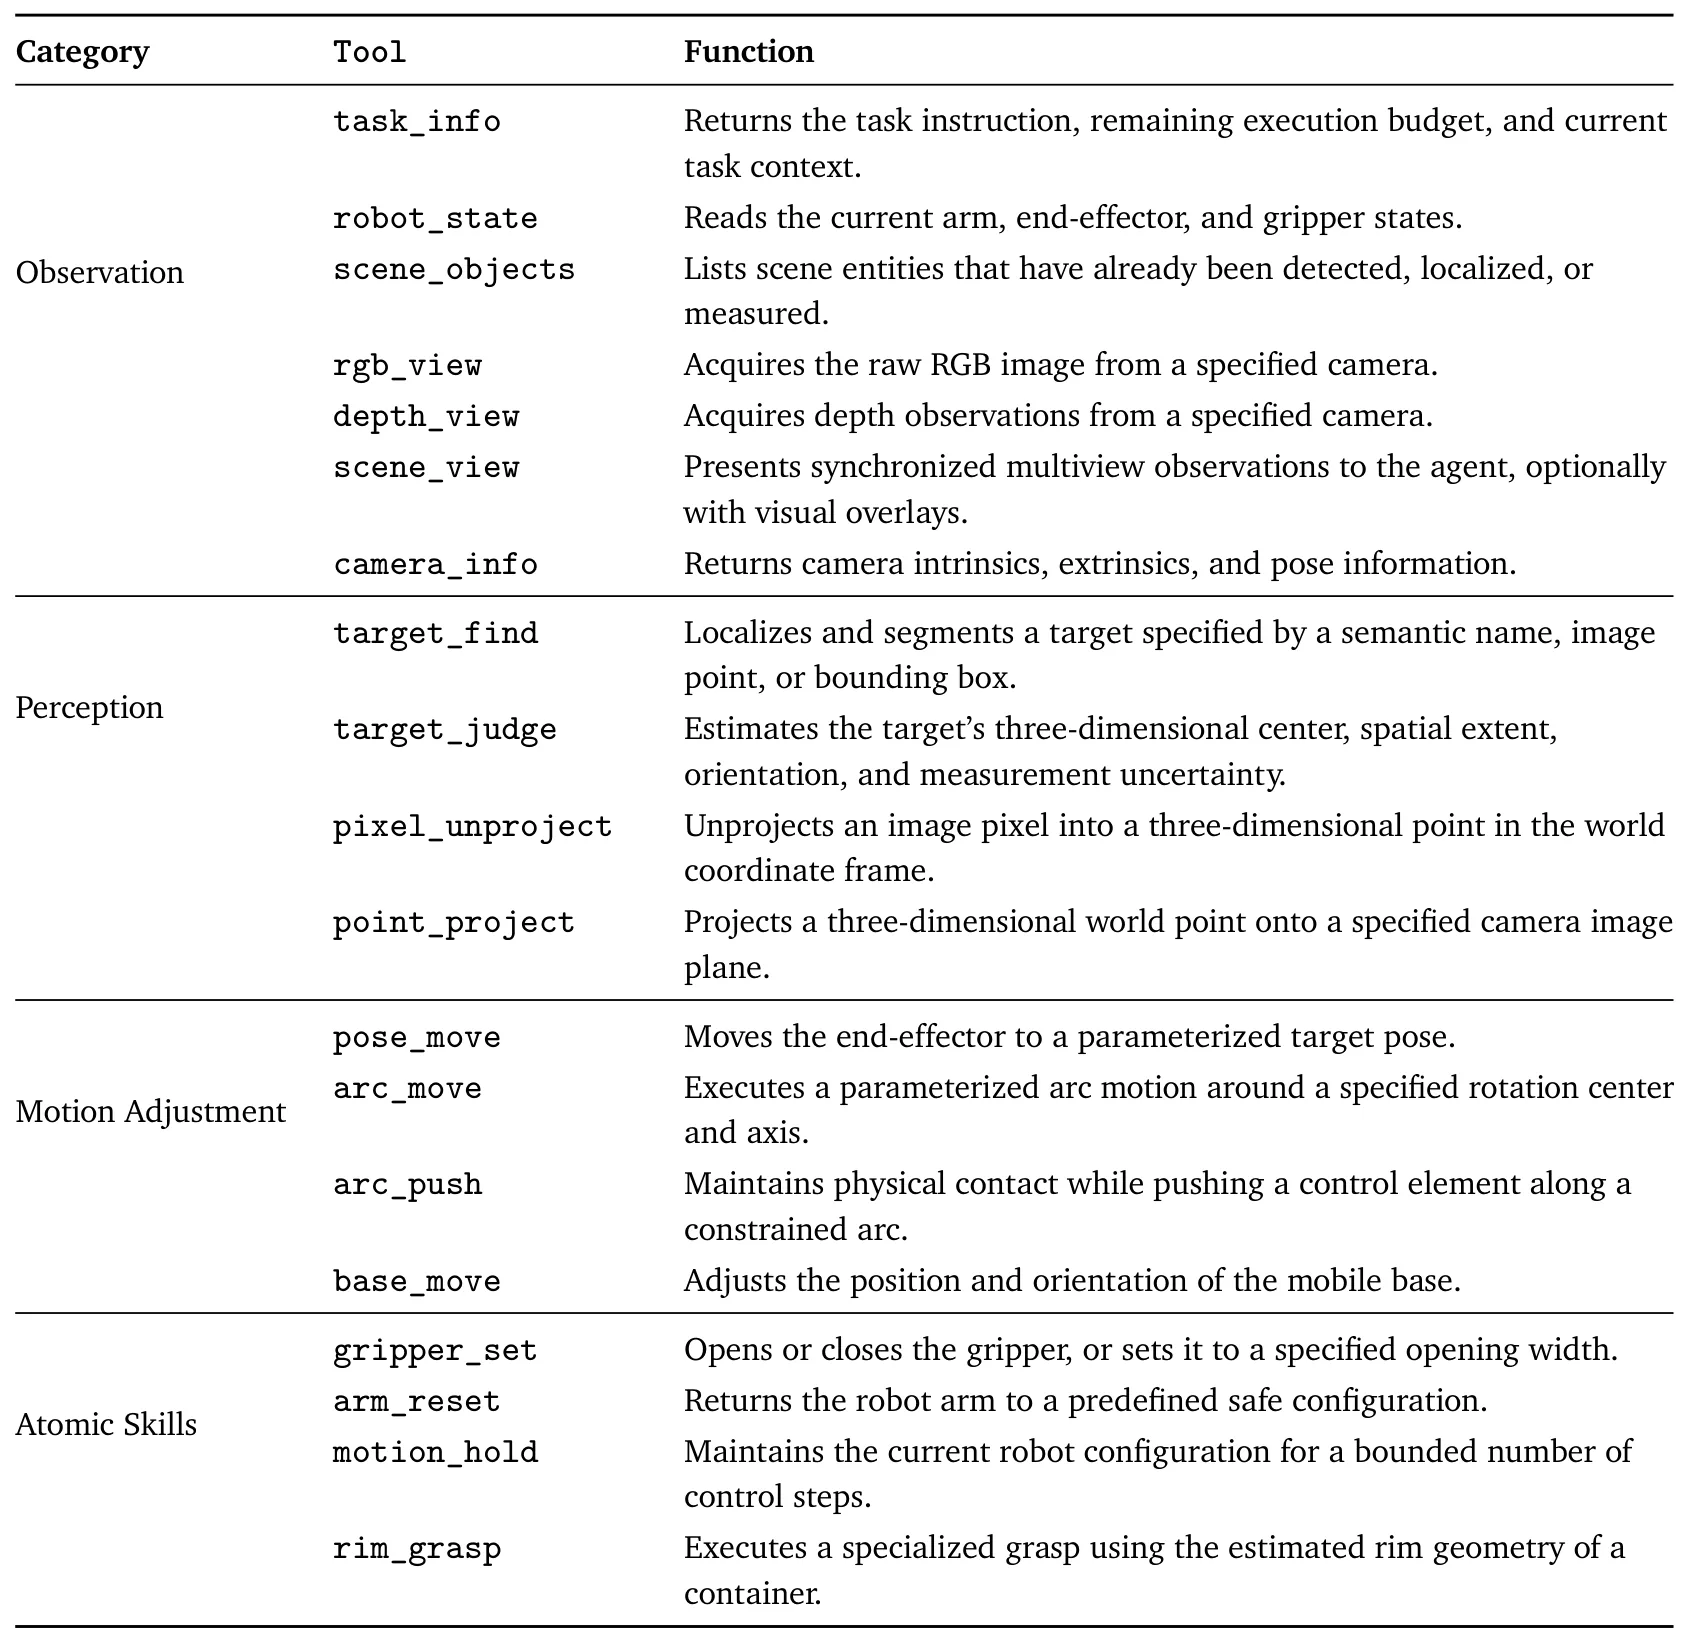 Category Tool Function
task_info Returns the task instruction, remaining execution budget, and current
task context.
robot_state Reads the current arm, end-effector, and gripper states.
Observation scene_objects Lists scene entities that have already been detected, localized, or
measured.
rgb_view Acquires the raw RGB image from a specified camera.
depth_view Acquires depth observations from a specified camera.
scene_view Presents synchronized multiview observations to the agent, optionally
with visual overlays.
camera_info Returns camera intrinsics, extrinsics, and pose information.
target_find Localizes and segments a target specified by a semantic name, image
point, or bounding box.
Perception
target_judge Estimates the target’s three-dimensional center, spatial extent,
orientation, and measurement uncertainty.
pixel_unproject Unprojects an image pixel into a three-dimensional point in the world
coordinate frame.
point_project Projects a three-dimensional world point onto a specified camera image
plane.
pose_move Moves the end-effector to a parameterized target pose.
arc_move Executes a parameterized arc motion around a specified rotation center
Motion Adjustment
and axis.
arc_push Maintains physical contact while pushing a control element along a
constrained arc.
base_move Adjusts the position and orientation of the mobile base.
gripper_set Opens or closes the gripper, or sets it to a specified opening width.
arm_reset Returns the robot arm to a predefined safe configuration.
Atomic Skills
motion_hold Maintains the current robot configuration for a bounded number of
control steps.
rim_grasp Executes a specialized grasp using the estimated rim geometry of a
container.